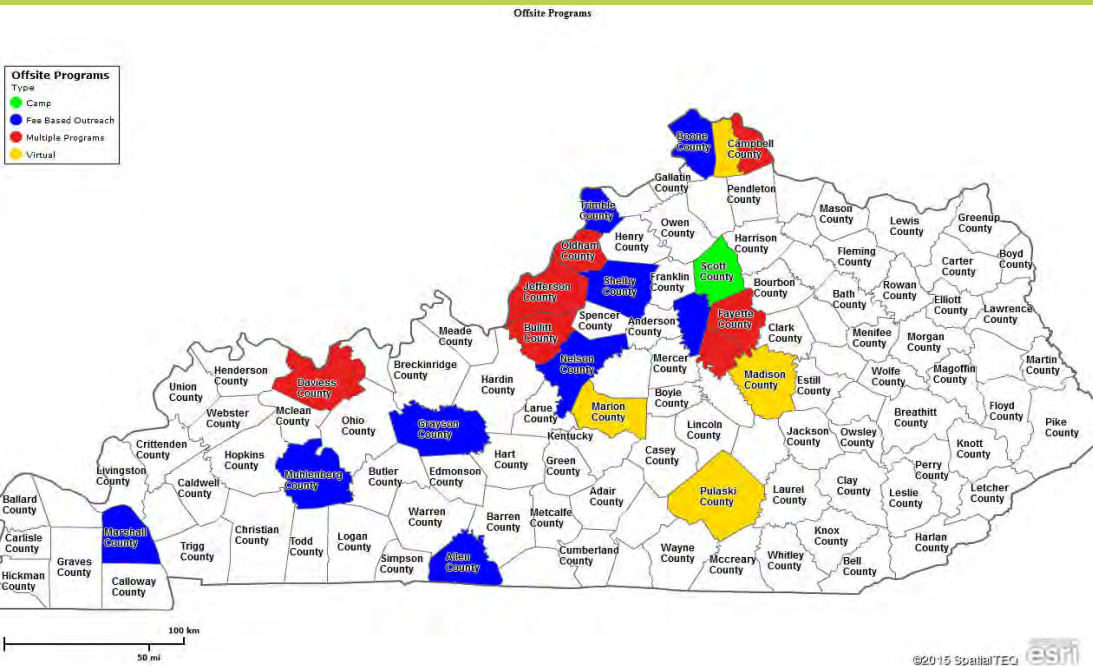 Offsite Programs
Offsite Programs
Type
Camp
Fee Based Outreach
Multiple Programs
Virtual
Boone
County
Campbell
County
Gallatin
County
Pendleton
County
Trimble
County
Owen
County
Henry
County
Mason
County
Lewis
County
Greenup
County
Oldham
County
Harrison
County
Fleming
County
Carter
County
Boyd
County
Scott
County
Shelby
County
Franklin
County
Bourbon
County
Bath
County
Rowan
County
Elliott
County
Lawrence
County
Jefferson
County
Spencer
County
Anderson
County
Fayette
County
Clark
County
Menifee
County
Morgan
County
Bullitt
County
Meade
County
Nelson
County
Mercer
County
Madison
County
Estill
County
Wolfe
County
Magoffin
County
Martin
County
Breckinridge
County
Hardin
County
Henderson
County
Daviess
County
Union
County
Larue
County
Marion
County
Boyle
County
Breathitt
County
Floyd
County
Pike
County
Webster
County
Mclean
County
Ohio
County
Grayson
County
Kentucky
Lincoln
County
Jackson
County
Owsley
County
Knott
County
Crittenden
County
Hopkins
County
Hart
County
Green
County
Casey
County
Perry
County
Livingston
County
Caldwell
County
Muhlenberg
County
Butler
County
Edmonson
County
Adair
County
Pulaski
County
Laurel
County
Clay
County
Leslie
County
Letcher
County
Ballard
County
Carlisle
County
Marshall
County
Trigg
County
Christian
County
Todd
County
Logan
County
Warren
County
Barren
County
Metcalfe
County
Knox
County
Harlan
County
Hickman
County
Graves
County
Calloway
County
Simpson
County
Allen
County
Cumberland
County
Wayne
County
Mccreary
County
Whitley
County
Bell
County
100 km
50 mi
©2015 SpatialTEQ
esri